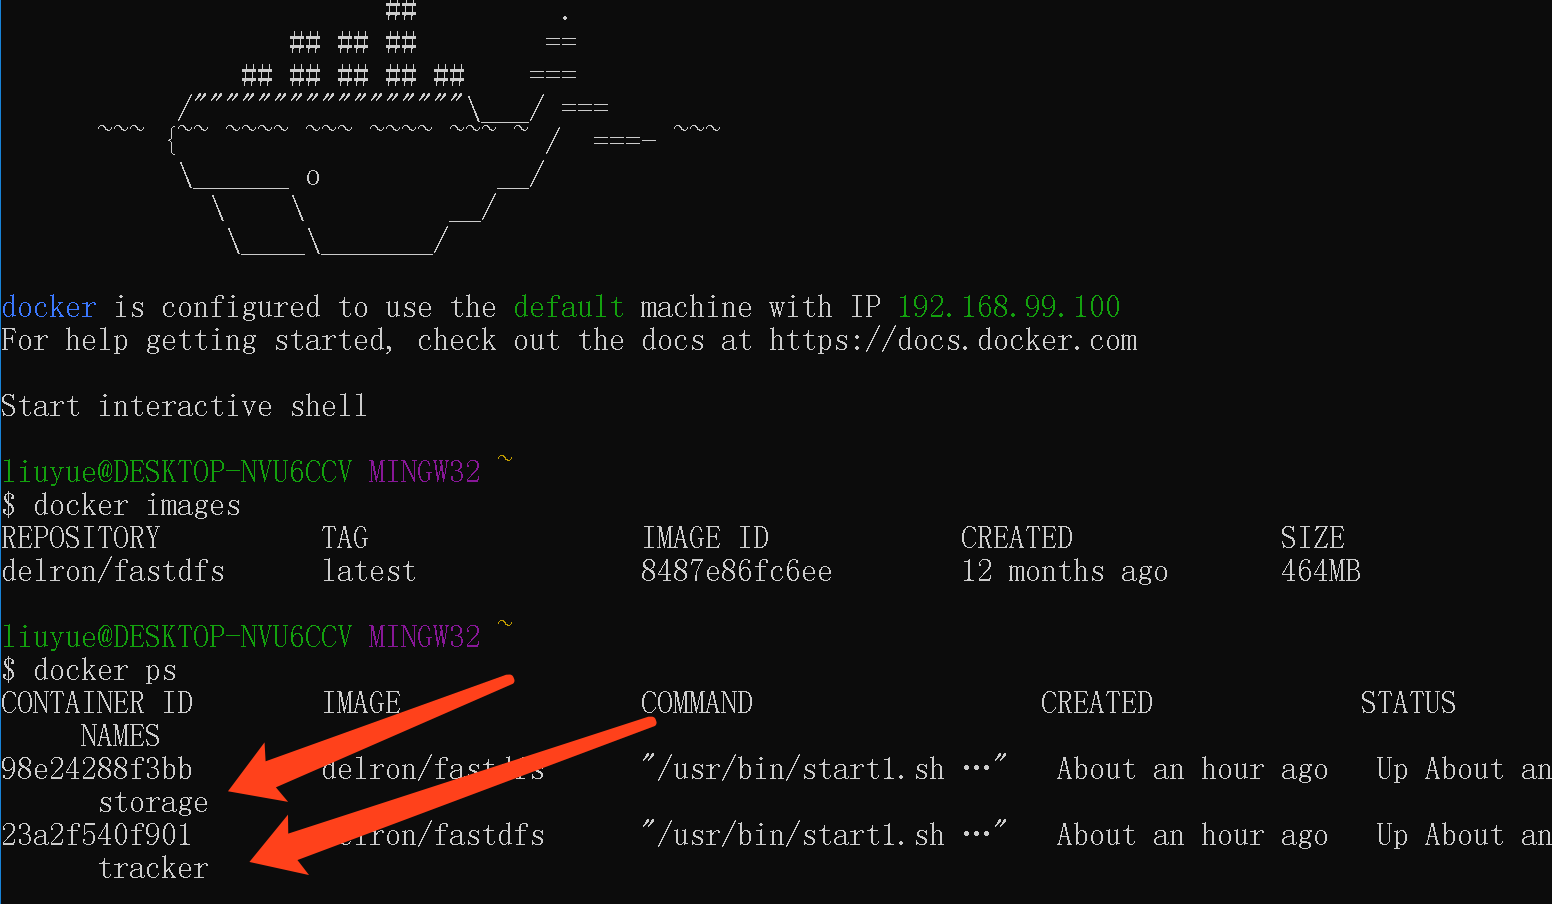 ##         .
## ## ##        ==
## ## ## ## ##    ===
/"""""""""""""""""\____/ ===
~~~ {~~ ~~~~ ~~~ ~~~~ ~~~ ~ /  ===- ~~~
\______ o           __/
\    \         __/
\____\_______/
docker is configured to use the default machine with IP 192.168.99.100
For help getting started, check out the docs at https://docs.docker.com
Start interactive shell
liuyue@DESKTOP-NVU6CCV MINGW32 ~
$ docker images
REPOSITORY          TAG                 IMAGE ID            CREATED             SIZE
delron/fastdfs      latest              8487e86fc6ee        12 months ago       464MB
liuyue@DESKTOP-NVU6CCV MINGW32 ~
$ docker ps
CONTAINER ID        IMAGE               COMMAND                  CREATED             STATUS
NAMES
98e24288f3bb        delron/fastdfs      "/usr/bin/start1.sh …"   About an hour ago   Up About an
storage
23a2f540f901        delron/fastdfs      "/usr/bin/start1.sh …"   About an hour ago   Up About an
tracker